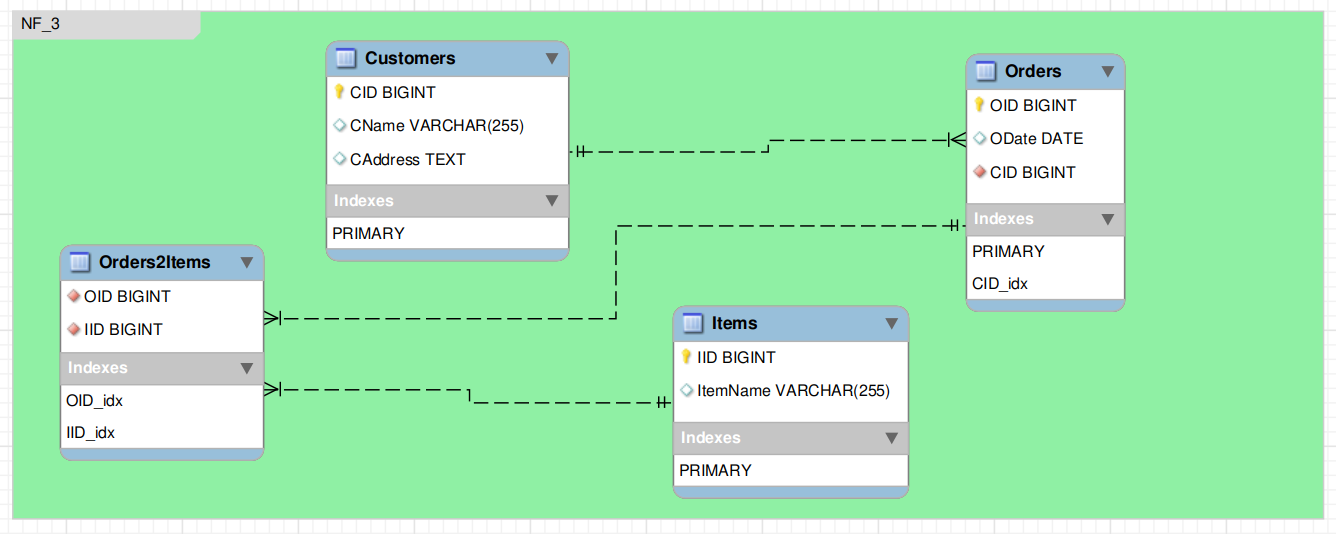 NF_3
Customers
CID BIGINT
CName VARCHAR(255)
CAddress TEXT
Indexes
PRIMARY
Orders
OID BIGINT
ODate DATE
CID BIGINT
Indexes
PRIMARY
CID_idx
Orders2Items
OID BIGINT
IID BIGINT
Indexes
OID_idx
IID_idx
Items
IID BIGINT
ItemName VARCHAR(255)
Indexes
PRIMARY